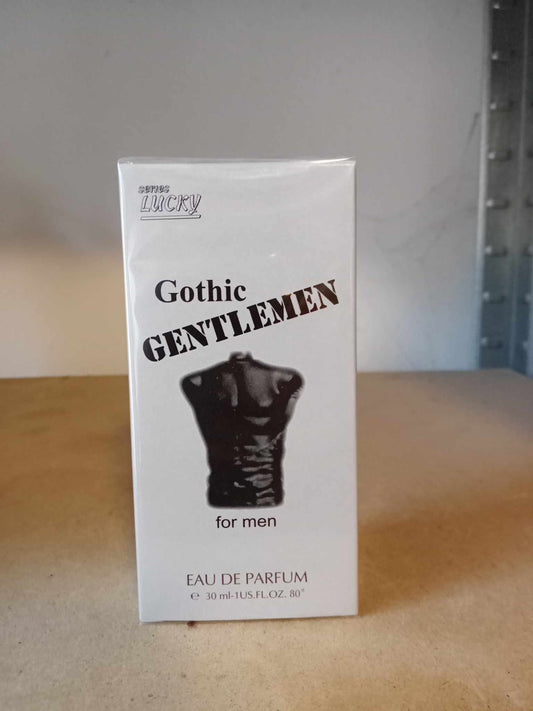 series
LUCKY
Gothic
GENTLEMEN
for men
EAU DE PARFUM
℮ 30 ml-1US.FL.OZ. 80°